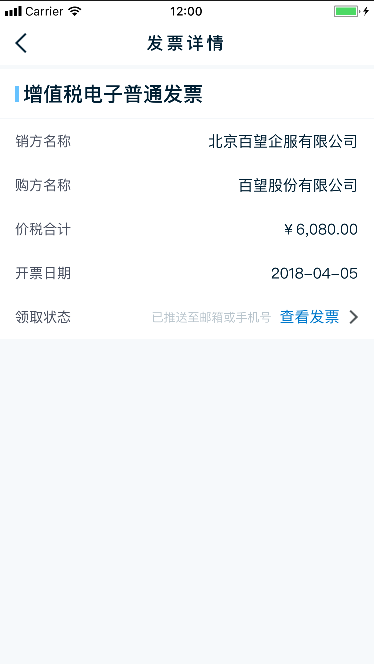 Carrier 12:00
发票详情
增值税电子普通发票
销方名称 北京百望企服有限公司
购方名称 百望股份有限公司
价税合计 ￥6,080.00
开票日期 2018-04-05
领取状态 已推送至邮箱或手机号 查看发票